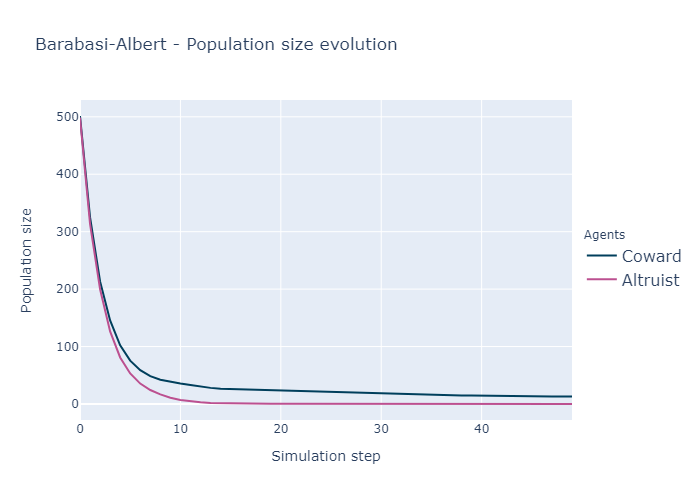 Barabasi-Albert - Population size evolution
500
400
300
200
100
0
Population size
0 10 20 30 40
Simulation step
Agents
Coward
Altruist